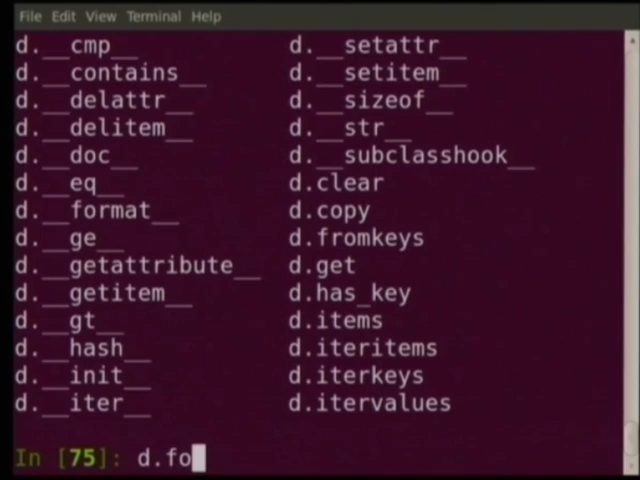 File Edit View Terminal Help
d.__cmp__ d.__setattr__
d.__contains__ d.__setitem__
d.__delattr__ d.__sizeof__
d.__delitem__ d.__str__
d.__doc__ d.__subclasshook__
d.__eq__ d.clear
d.__format__ d.copy
d.__ge__ d.fromkeys
d.__getattribute__ d.get
d.__getitem__ d.has_key
d.__gt__ d.items
d.__hash__ d.iteritems
d.__init__ d.iterkeys
d.__iter__ d.itervalues
In [75]: d.fo